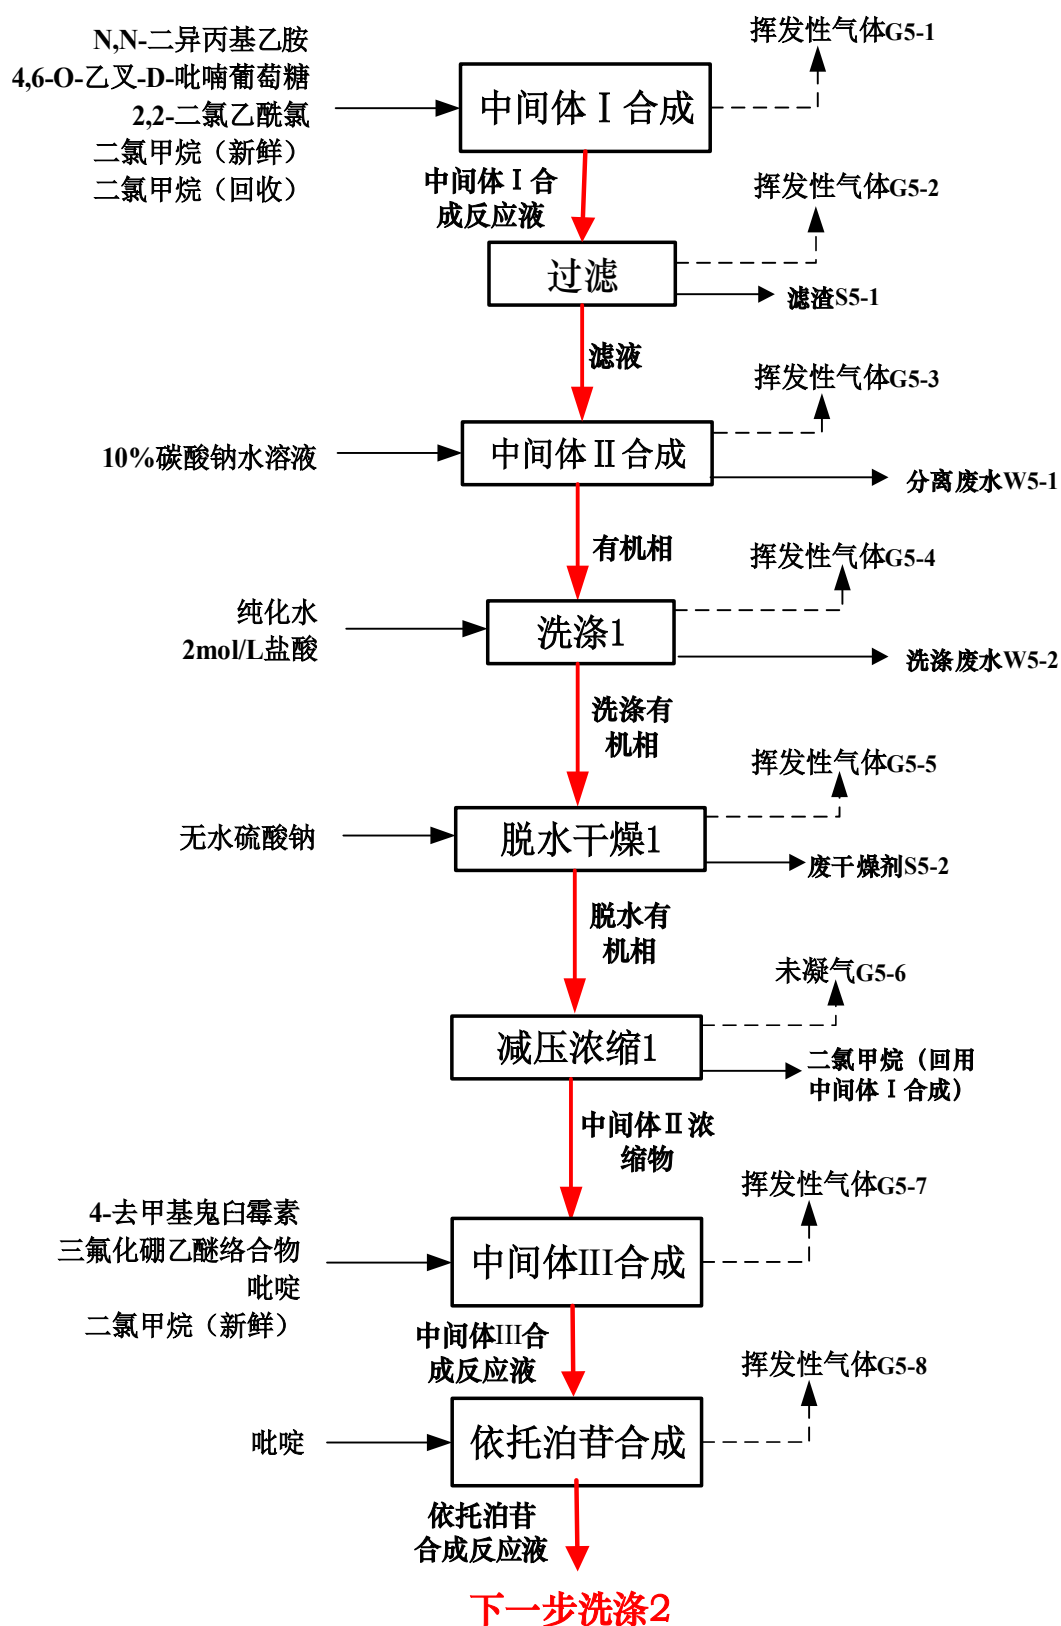 挥发性气体G5-1
N,N-二异丙基乙胺
4,6-O-乙叉-D-吡喃葡萄糖
2,2-二氯乙酰氯
二氯甲烷（新鲜）
二氯甲烷（回收）
中间体Ⅰ合成
中间体Ⅰ合
成反应液
挥发性气体G5-2
过滤
滤渣S5-1
滤液
挥发性气体G5-3
10%碳酸钠水溶液
中间体Ⅱ合成
分离废水W5-1
有机相
挥发性气体G5-4
纯化水
2mol/L盐酸
洗涤1
洗涤废水W5-2
洗涤有
机相
挥发性气体G5-5
无水硫酸钠
脱水干燥1
废干燥剂S5-2
脱水有
机相
未凝气G5-6
减压浓缩1
二氯甲烷（回用
中间体Ⅰ合成）
中间体Ⅱ浓
缩物
挥发性气体G5-7
4-去甲基鬼臼霉素
三氟化硼乙醚络合物
吡啶
二氯甲烷（新鲜）
中间体III合成
中间体III合
成反应液
挥发性气体G5-8
吡啶
依托泊苷合成
依托泊苷
合成反应液
下一步洗涤2